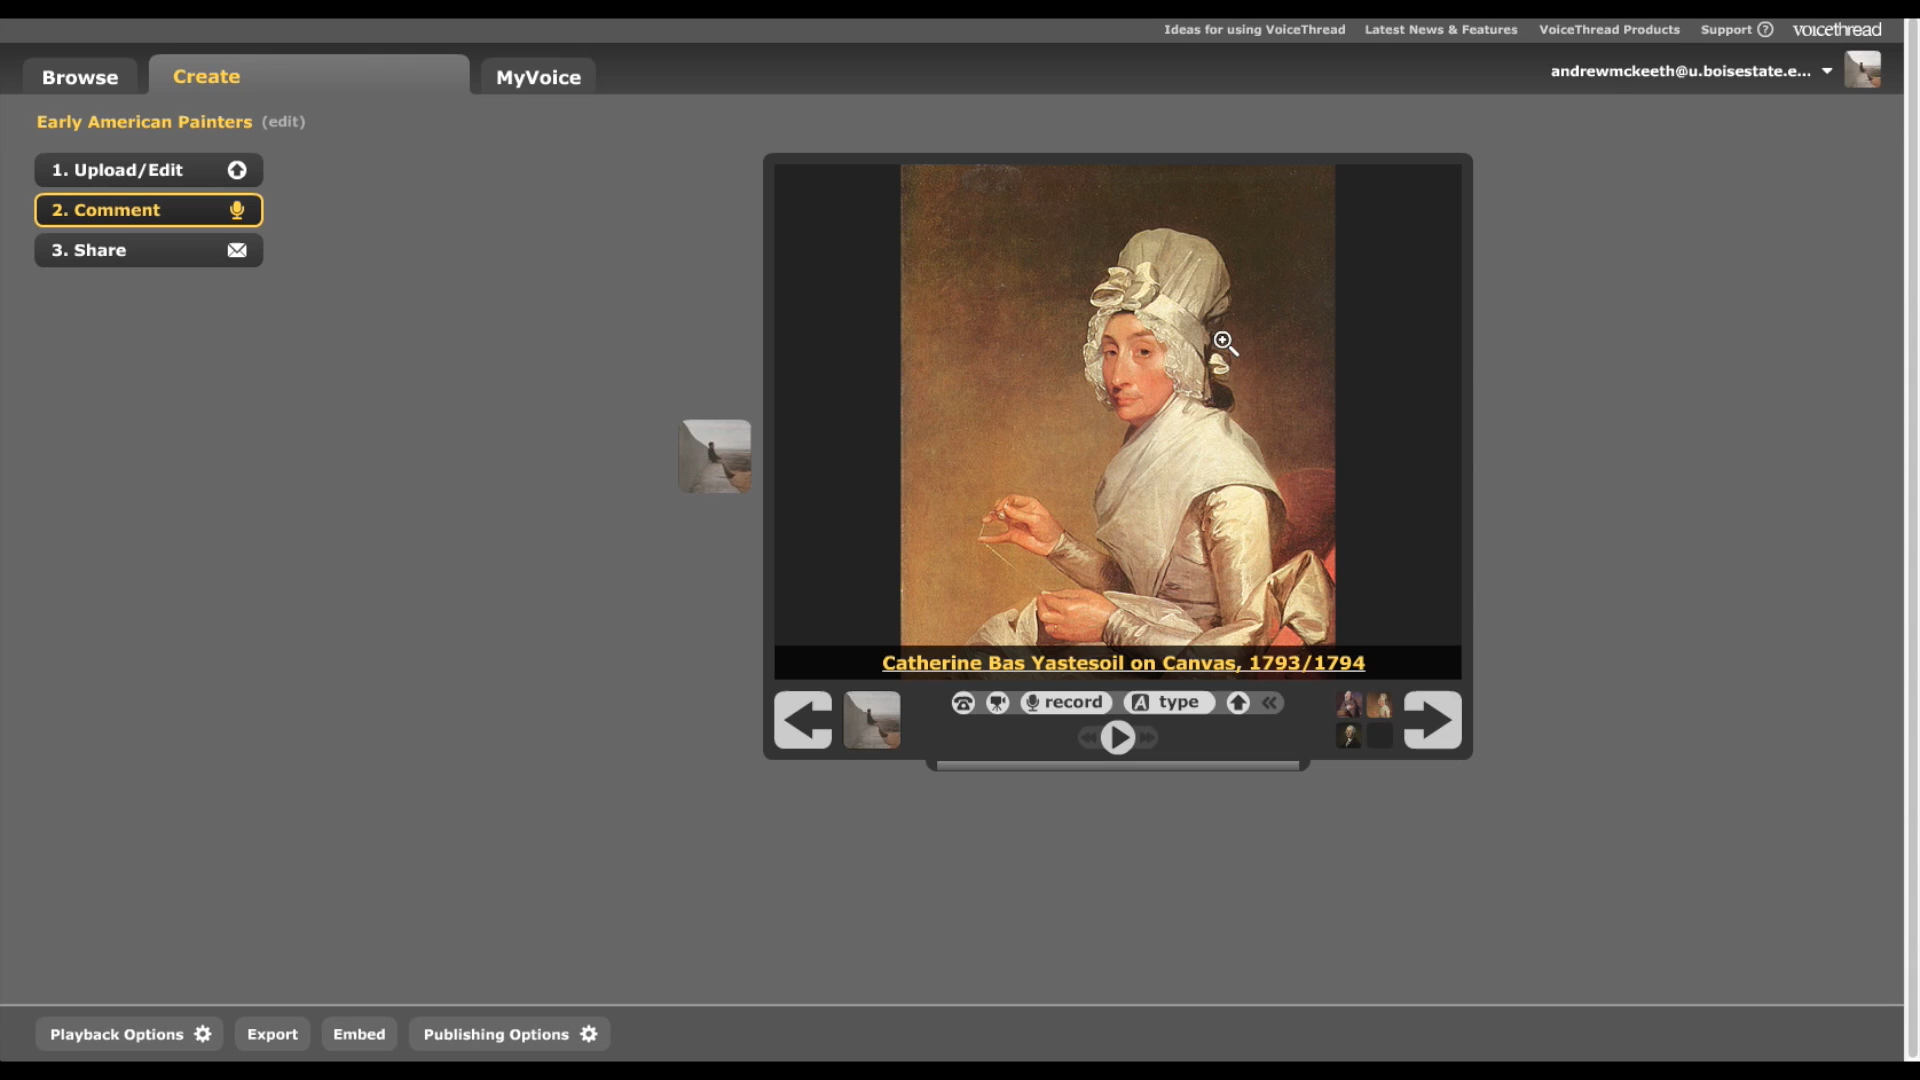 Ideas for using VoiceThread Latest News & Features VoiceThread Products Support ? voicethread
Browse Create MyVoice andrewmckeeth@u.boisestate.e...
Early American Painters (edit)
1. Upload/Edit
2. Comment
3. Share
Catherine Bas Yastesoil on Canvas, 1793/1794
record A type
Playback Options Export Embed Publishing Options